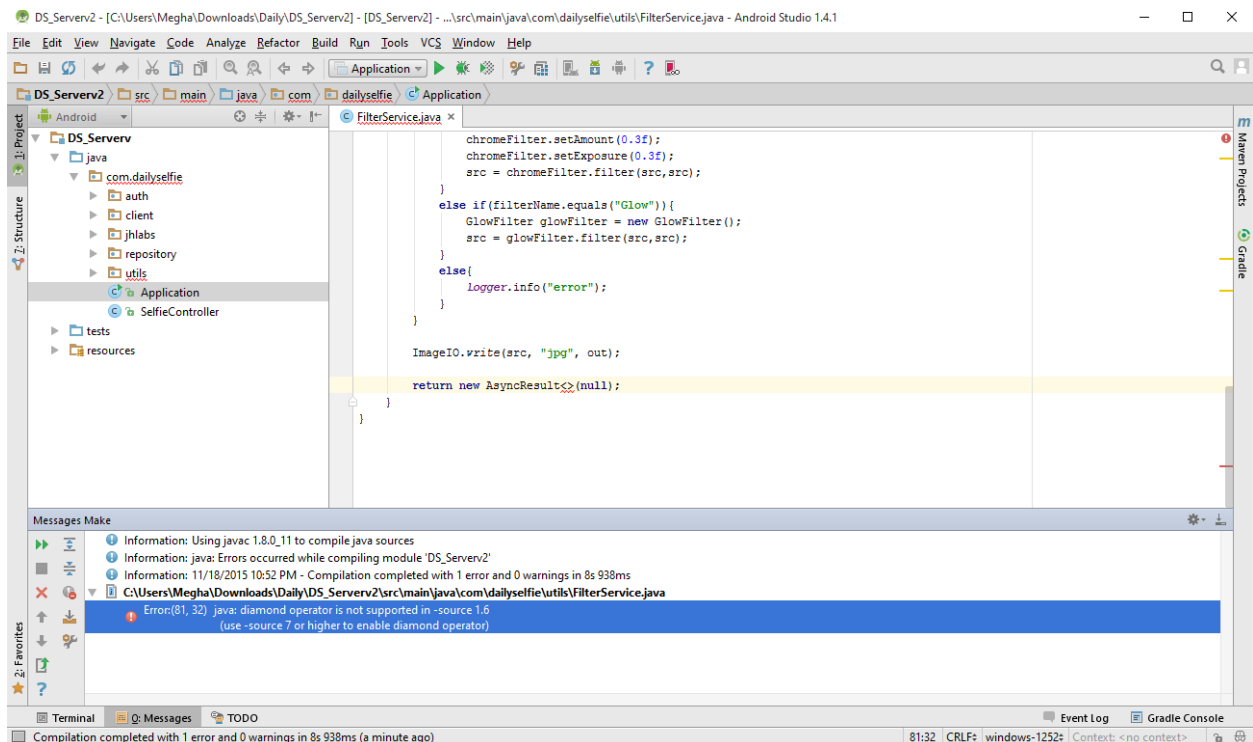 DS_Serverv2 - [C:\Users\Megha\Downloads\Daily\DS_Serverv2] - [DS_Serverv2] - ...\src\main\java\com\dailyselfie\utils\FilterService.java - Android Studio 1.4.1
File Edit View Navigate Code Analyze Refactor Build Run Tools VCS Window Help
Application
DS_Serverv2 src main java com dailyselfie Application
Android
FilterService.java
1: Project
7: Structure
2: Favorites
DS_Serverv
java
com.dailyselfie
auth
client
jhlabs
repository
utils
Application
SelfieController
tests
resources
chromeFilter.setAmount(0.3f);
chromeFilter.setExposure(0.3f);
src = chromeFilter.filter(src,src);
}
else if(filterName.equals("Glow")){
GlowFilter glowFilter = new GlowFilter();
src = glowFilter.filter(src,src);
}
else{
logger.info("error");
}
}
ImageIO.write(src, "jpg", out);
return new AsyncResult<>(null);
}
}
m
Maven Projects
Gradle
Messages Make
Information: Using javac 1.8.0_11 to compile java sources
Information: java: Errors occurred while compiling module 'DS_Serverv2'
Information: 11/18/2015 10:52 PM - Compilation completed with 1 error and 0 warnings in 8s 938ms
C:\Users\Megha\Downloads\Daily\DS_Serverv2\src\main\java\com\dailyselfie\utils\FilterService.java
Error:(81, 32) java: diamond operator is not supported in -source 1.6
(use -source 7 or higher to enable diamond operator)
Terminal 0: Messages TODO Event Log Gradle Console
Compilation completed with 1 error and 0 warnings in 8s 938ms (a minute ago) 81:32 CRLF windows-1252 Context: <no context>